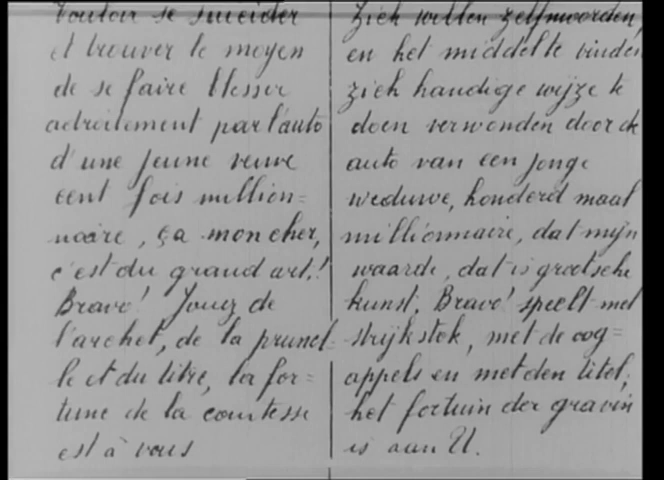 Vouloir se suicider
et trouver le moyen
de se faire blesser
adroitement par l'auto
d'une jeune veuve
cent fois million=
naire, ça mon cher,
c'est du grand art.!
Bravo! Jouez de
l'archet, de la prunel=
le et du titre, la for=
tune de la comtesse
est à vous
Ziek willen zelfmoorden,
en het middel te vinden
zich handige wijze te
doen verwonden door de
auto van een jonge
weduwe, honderd maal
millionnaire, dat mijn
waarde, dat is grootsche
kunst. Bravo! speelt met
strijkstok, met de oog=
appels en met den titel,
het fortuin der gravin
is aan U.